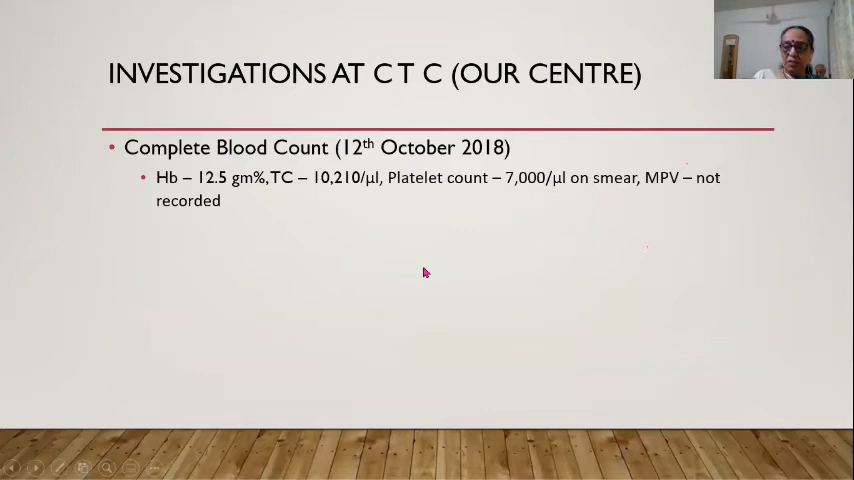 INVESTIGATIONS AT C T C (OUR CENTRE)
• Complete Blood Count (12th October 2018)
• Hb – 12.5 gm%, TC – 10,210/µl, Platelet count – 7,000/µl on smear, MPV – not
recorded